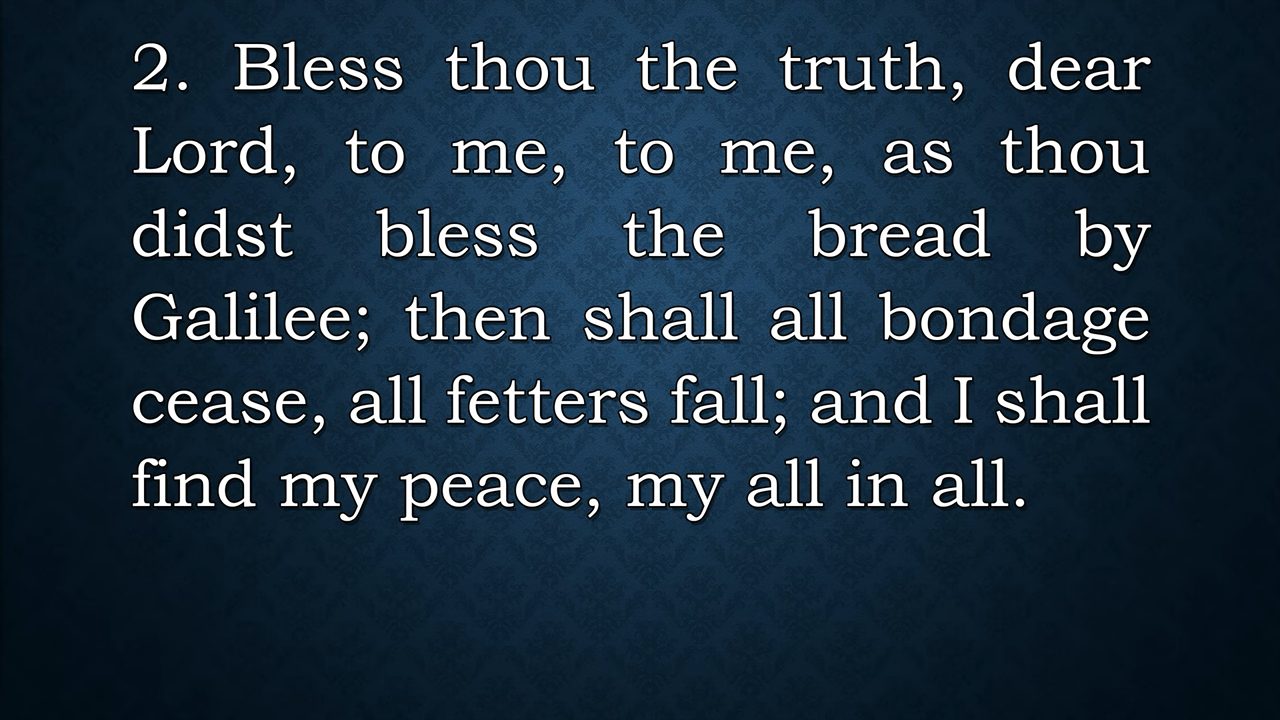 2. Bless thou the truth, dear
Lord, to me, to me, as thou
didst bless the bread by
Galilee; then shall all bondage
cease, all fetters fall; and I shall
find my peace, my all in all.